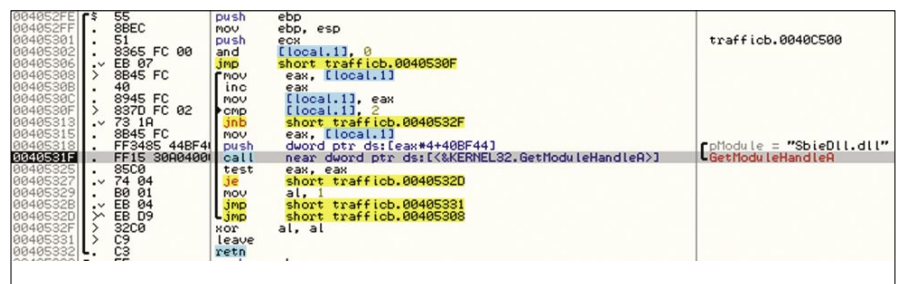 004052FE $ 55 push ebp
004052FF . 8BEC mov ebp, esp
00405301 . 51 push ecx trafficb.0040C500
00405302 . 8365 FC 00 and [local.1], 0
00405306 .v EB 07 jmp short trafficb.0040530F
00405308 > 8B45 FC mov eax, [local.1]
0040530B . 40 inc eax
0040530C . 8945 FC mov [local.1], eax
0040530F > 837D FC 02 cmp [local.1], 2
00405313 .v 73 1A jnb short trafficb.0040532F
00405315 . 8B45 FC mov eax, [local.1]
00405318 . FF3485 44BF4( push dword ptr ds:[eax*4+40BF44] pModule = "SbieDll.dll"
0040531F . FF15 30A0400( call near dword ptr ds:[<&KERNEL32.GetModuleHandleA>] GetModuleHandleA
00405325 . 85C0 test eax, eax
00405327 .v 74 04 je short trafficb.0040532D
00405329 . B0 01 mov al, 1
0040532B .v EB 04 jmp short trafficb.00405331
0040532D >^ EB D9 jmp short trafficb.00405308
0040532F > 32C0 xor al, al
00405331 > C9 leave
00405332 . C3 retn